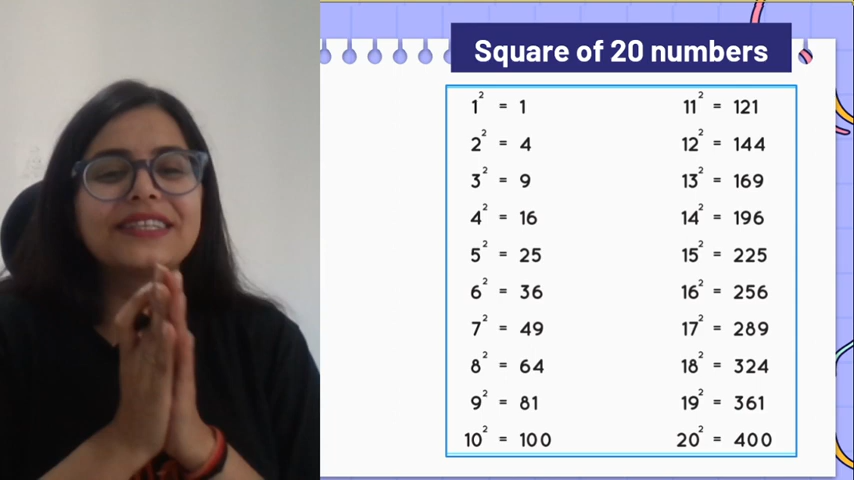 Square of 20 numbers
1² = 1
2² = 4
3² = 9
4² = 16
5² = 25
6² = 36
7² = 49
8² = 64
9² = 81
10² = 100
11² = 121
12² = 144
13² = 169
14² = 196
15² = 225
16² = 256
17² = 289
18² = 324
19² = 361
20² = 400